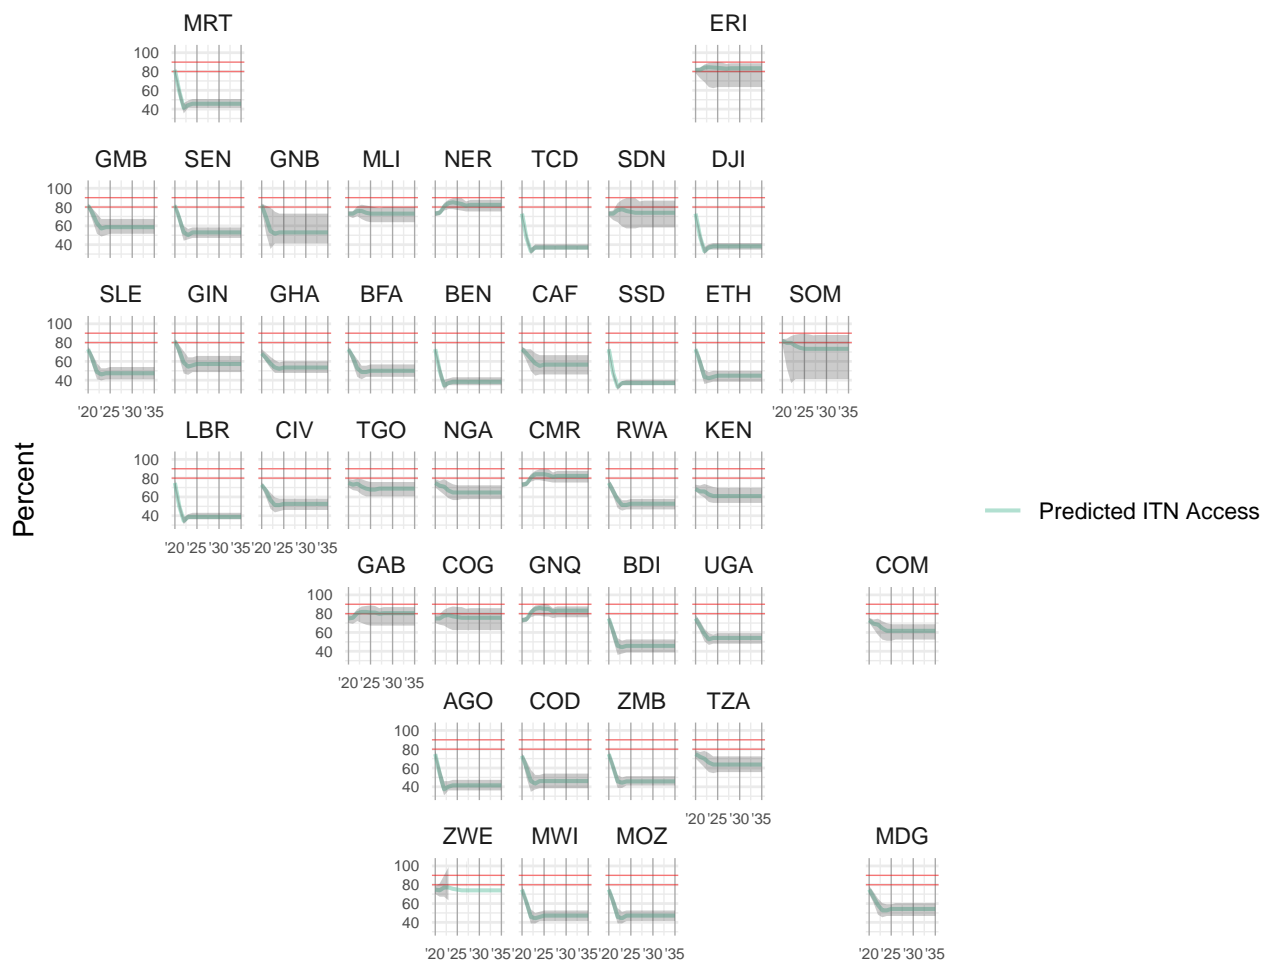 MRT ERI
100
80
60
40
GMB SEN GNB MLI NER TCD SDN DJI
100
80
60
40
SLE GIN GHA BFA BEN CAF SSD ETH SOM
100
80
60
40
'20 '25 '30 '35 '20 '25 '30 '35
LBR CIV TGO NGA CMR RWA KEN
100
80
60
40
'20 '25 '30 '35 '20 '25 '30 '35
GAB COG GNQ BDI UGA COM
100
80
60
40
'20 '25 '30 '35
AGO COD ZMB TZA
100
80
60
40
'20 '25 '30 '35
ZWE MWI MOZ MDG
100
80
60
40
'20 '25 '30 '35 '20 '25 '30 '35 '20 '25 '30 '35 '20 '25 '30 '35
Percent
Predicted ITN Access